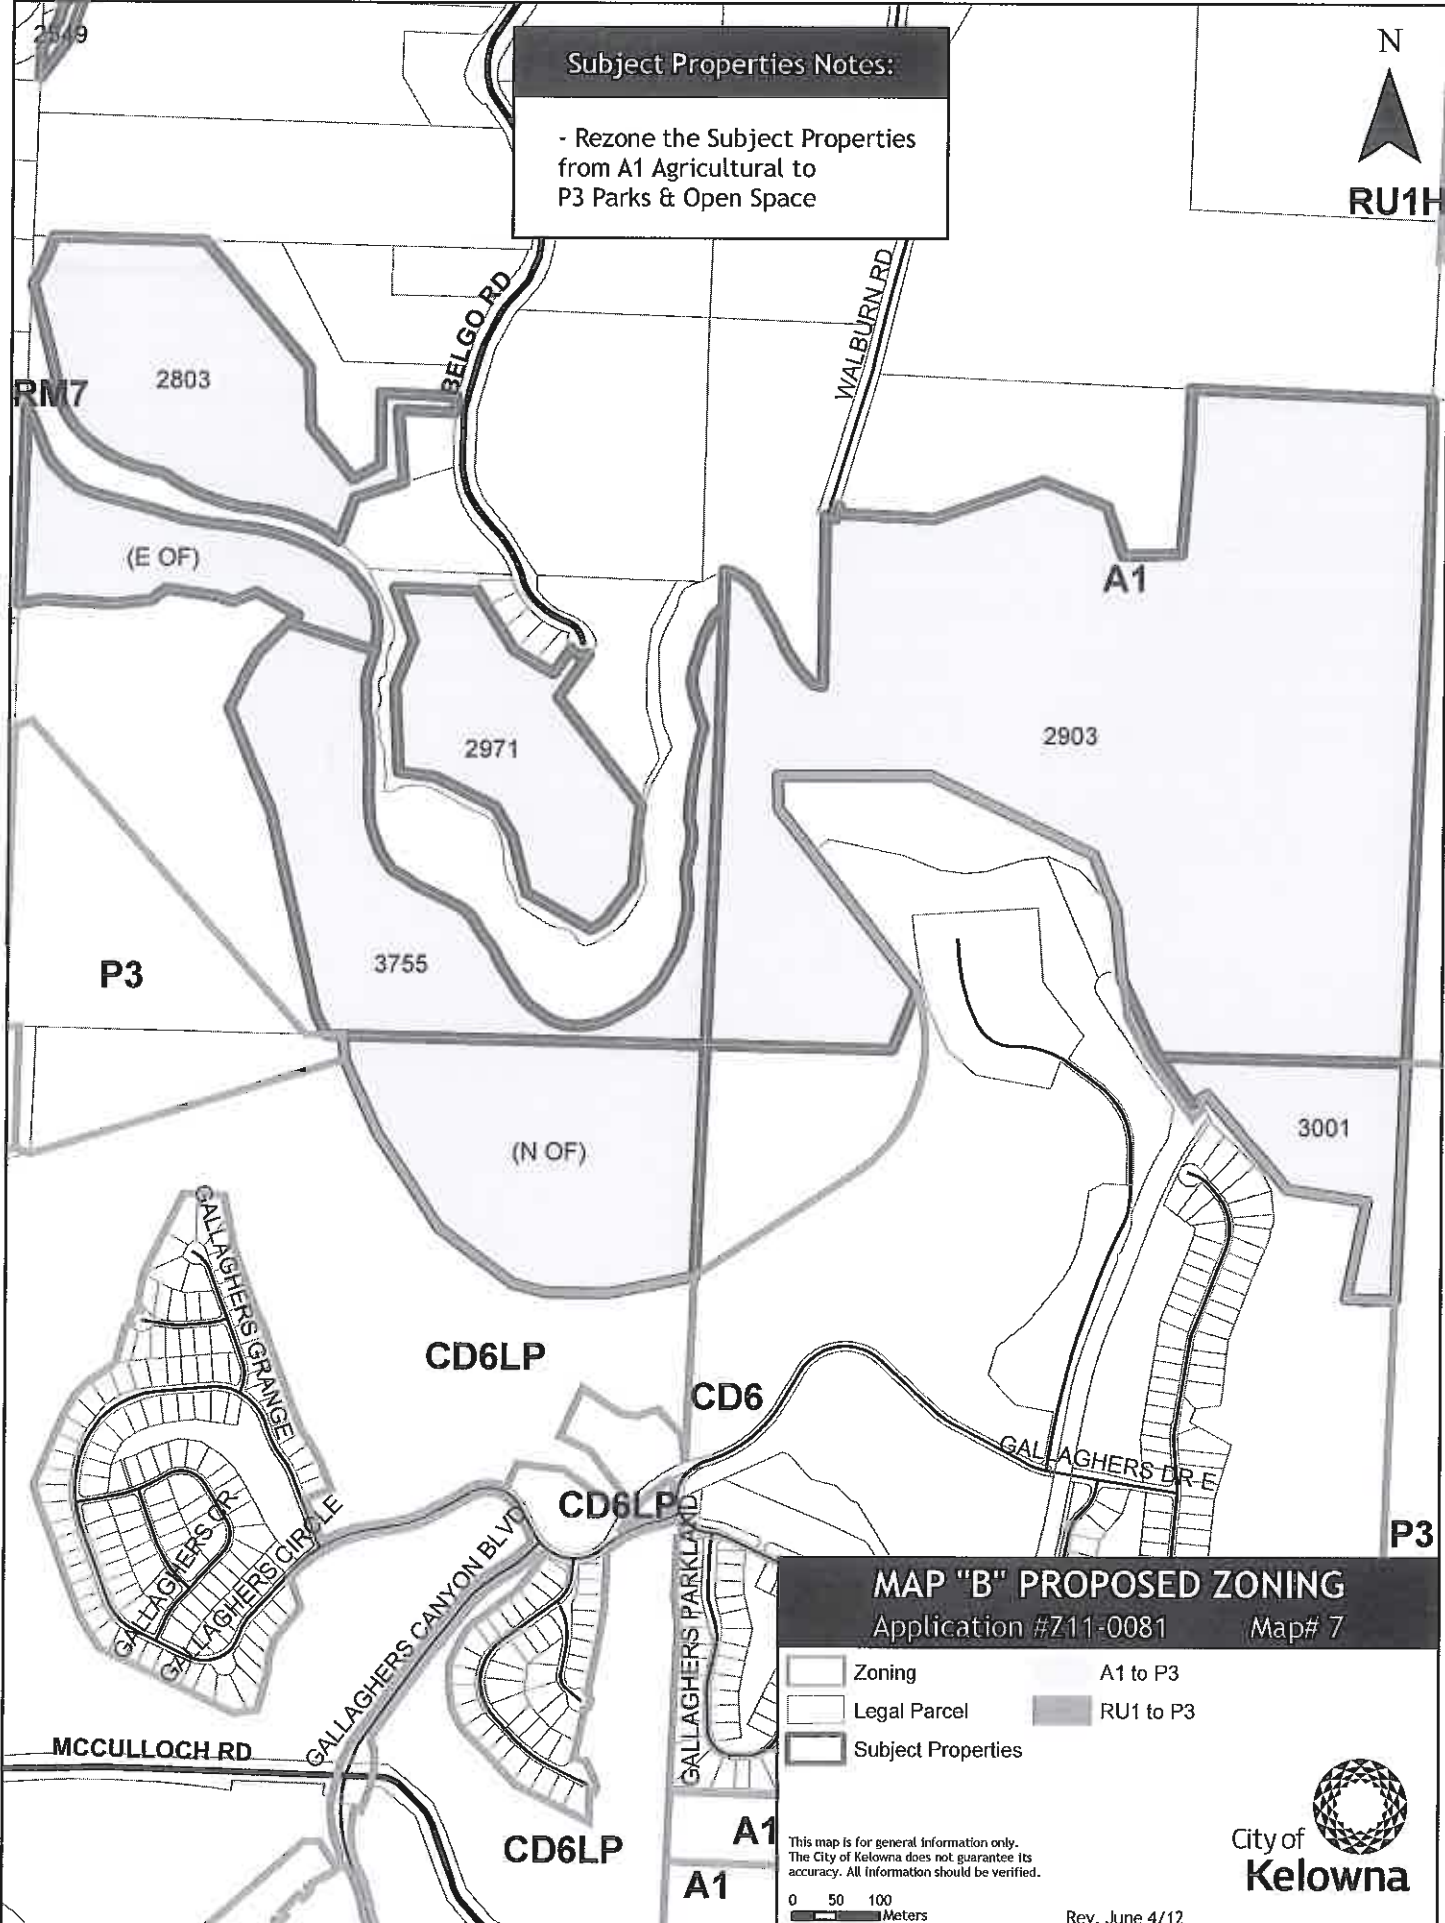 2549
Subject Properties Notes:
- Rezone the Subject Properties
from A1 Agricultural to
P3 Parks & Open Space
N
RU1H
BELGO RD
WALBURN RD
2803
RM7
(E OF)
A1
2971
2903
3755
P3
(N OF)
3001
GALLAGHERS GRANGE
CD6LP
CD6
GALLAGHERS DR E
GALLAGHERS CR
GALLAGHERS CIRCLE
CD6LP
GALLAGHERS CANYON BLVD
GALLAGHERS PARKLAND
P3
MCCULLOCH RD
CD6LP
A1
A1
MAP "B" PROPOSED ZONING
Application #Z11-0081 Map# 7
Zoning
Legal Parcel
Subject Properties
A1 to P3
RU1 to P3
This map is for general information only.
The City of Kelowna does not guarantee its
accuracy. All information should be verified.
0 50 100
Meters
Rev. June 4/12
City of
Kelowna